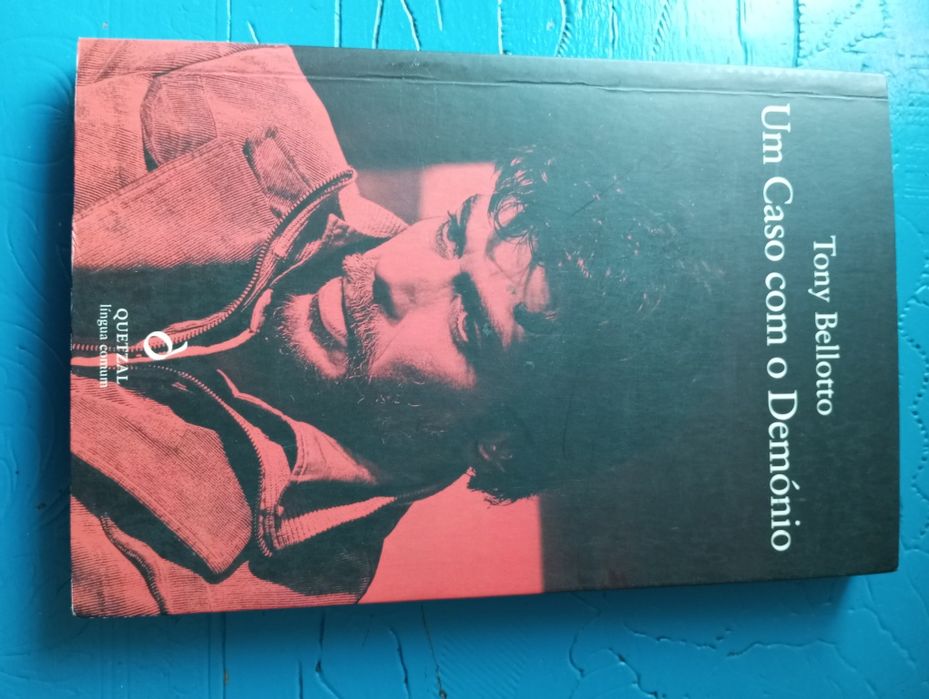 Tony Bellotto
Um Caso com o Demónio
QUETZAL
língua comum